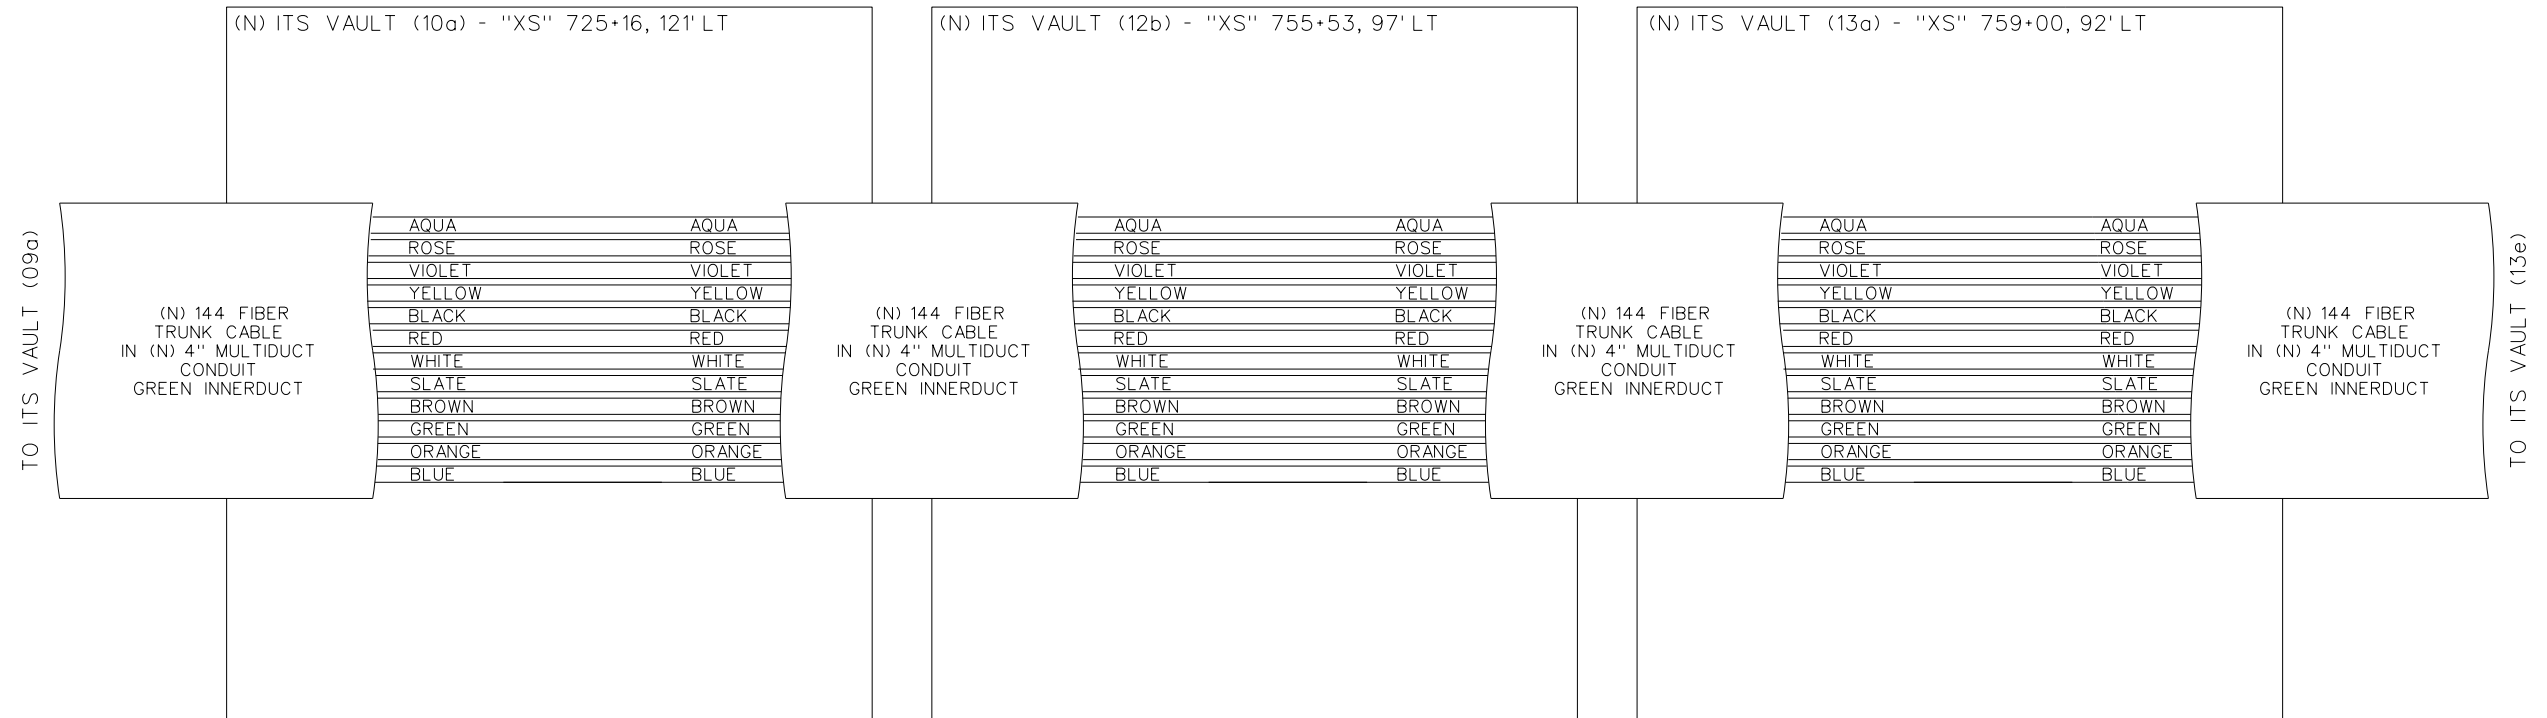 (N) ITS VAULT (10a) - "XS" 725+16, 121' LT
(N) ITS VAULT (12b) - "XS" 755+53, 97' LT
(N) ITS VAULT (13a) - "XS" 759+00, 92' LT
TO ITS VAULT (09a)
(N) 144 FIBER
TRUNK CABLE
IN (N) 4" MULTIDUCT
CONDUIT
GREEN INNERDUCT
AQUA AQUA
ROSE ROSE
VIOLET VIOLET
YELLOW YELLOW
BLACK BLACK
RED RED
WHITE WHITE
SLATE SLATE
BROWN BROWN
GREEN GREEN
ORANGE ORANGE
BLUE BLUE
(N) 144 FIBER
TRUNK CABLE
IN (N) 4" MULTIDUCT
CONDUIT
GREEN INNERDUCT
AQUA AQUA
ROSE ROSE
VIOLET VIOLET
YELLOW YELLOW
BLACK BLACK
RED RED
WHITE WHITE
SLATE SLATE
BROWN BROWN
GREEN GREEN
ORANGE ORANGE
BLUE BLUE
(N) 144 FIBER
TRUNK CABLE
IN (N) 4" MULTIDUCT
CONDUIT
GREEN INNERDUCT
AQUA AQUA
ROSE ROSE
VIOLET VIOLET
YELLOW YELLOW
BLACK BLACK
RED RED
WHITE WHITE
SLATE SLATE
BROWN BROWN
GREEN GREEN
ORANGE ORANGE
BLUE BLUE
(N) 144 FIBER
TRUNK CABLE
IN (N) 4" MULTIDUCT
CONDUIT
GREEN INNERDUCT
TO ITS VAULT (13e)